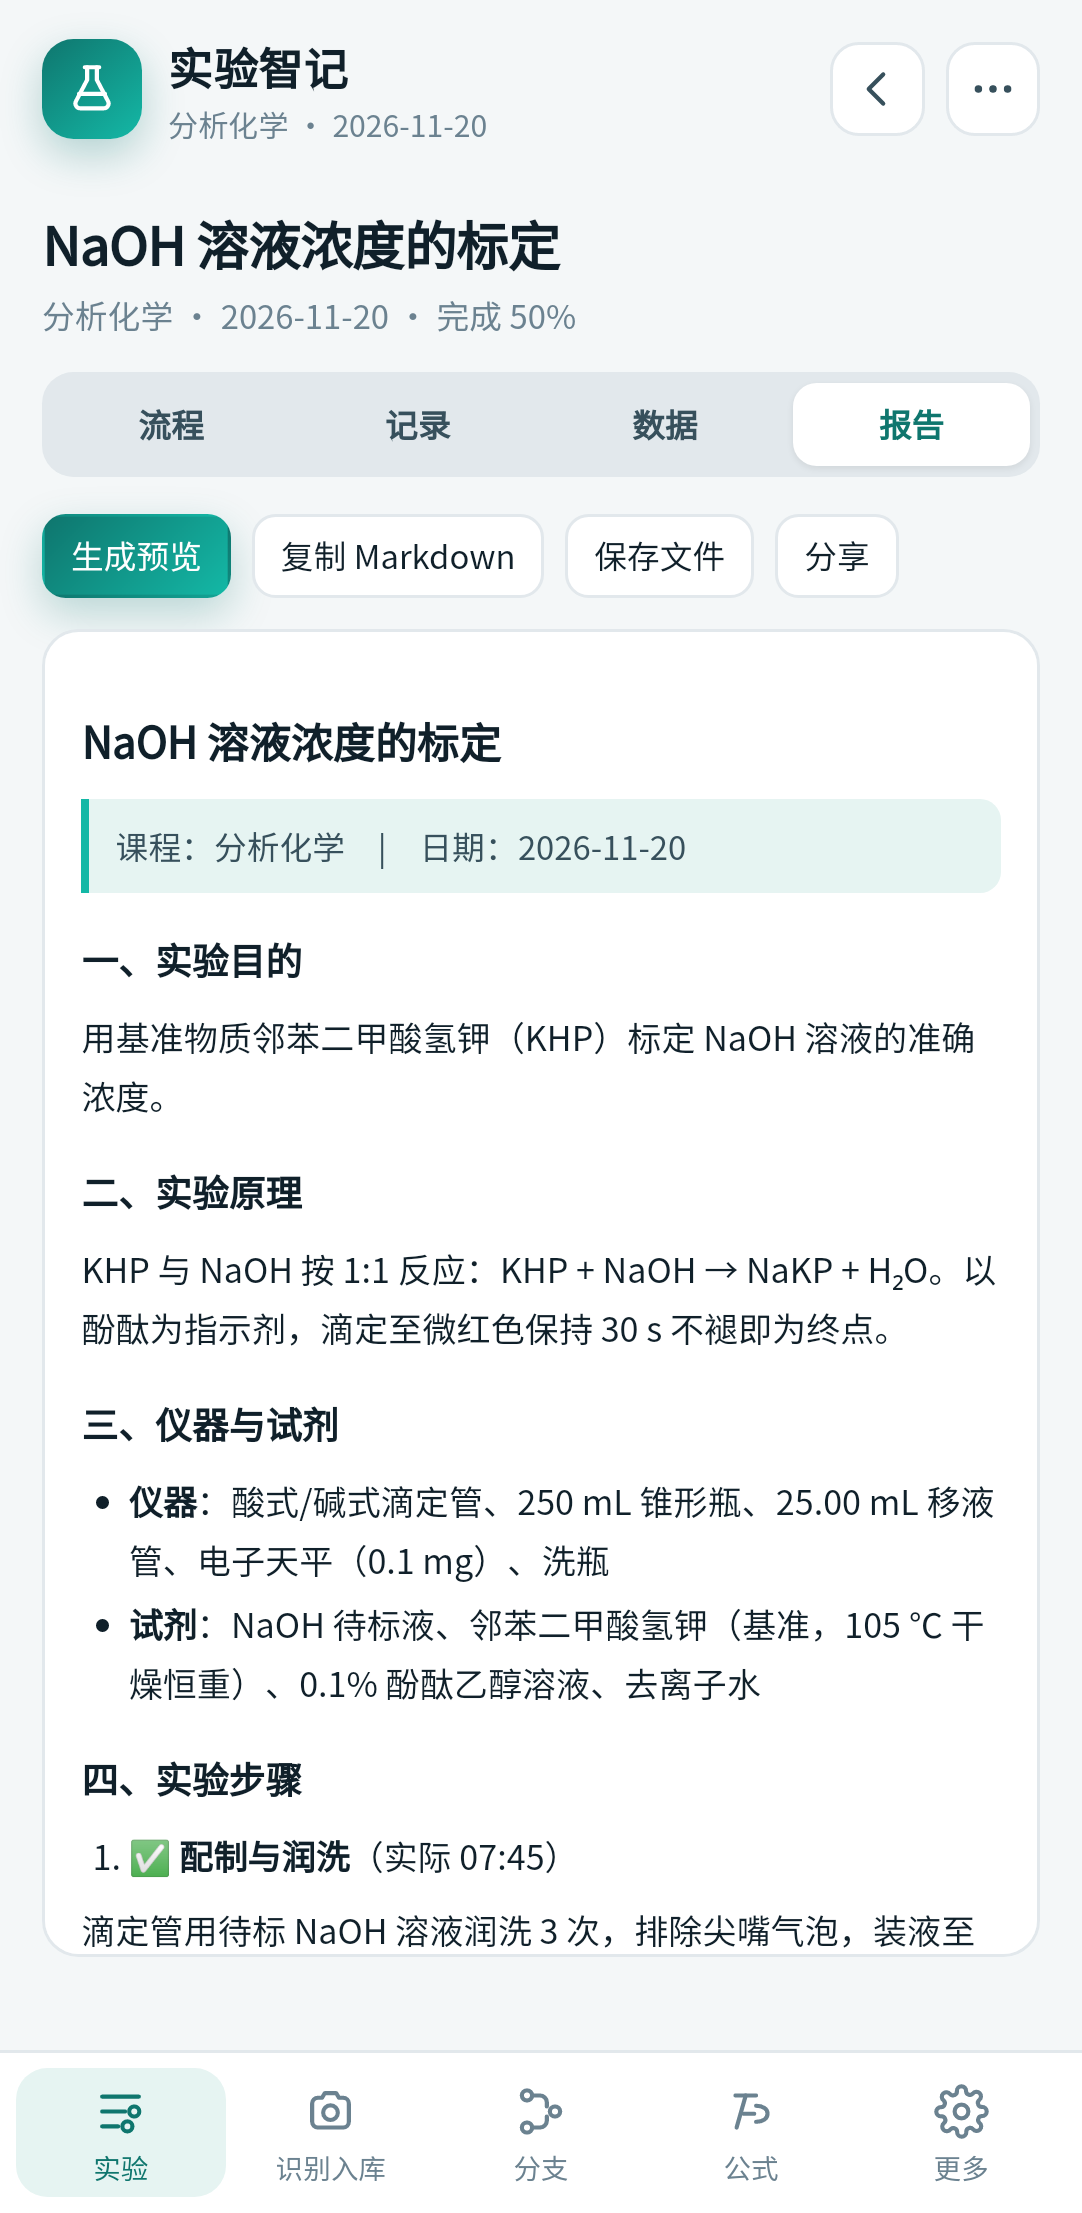 实验智记
分析化学 · 2026-11-20
NaOH 溶液浓度的标定
分析化学 · 2026-11-20 · 完成 50%
流程 记录 数据 报告
生成预览 复制 Markdown 保存文件 分享
NaOH 溶液浓度的标定
课程：分析化学 | 日期：2026-11-20
一、实验目的
用基准物质邻苯二甲酸氢钾（KHP）标定 NaOH 溶液的准确
浓度。
二、实验原理
KHP 与 NaOH 按 1:1 反应：KHP + NaOH → NaKP + H₂O。以
酚酞为指示剂，滴定至微红色保持 30 s 不褪即为终点。
三、仪器与试剂
• 仪器：酸式/碱式滴定管、250 mL 锥形瓶、25.00 mL 移液
管、电子天平（0.1 mg）、洗瓶
• 试剂：NaOH 待标液、邻苯二甲酸氢钾（基准，105 °C 干
燥恒重）、0.1% 酚酞乙醇溶液、去离子水
四、实验步骤
1. ✅ 配制与润洗（实际 07:45）
滴定管用待标 NaOH 溶液润洗 3 次，排除尖嘴气泡，装液至
实验 识别入库 分支 公式 更多